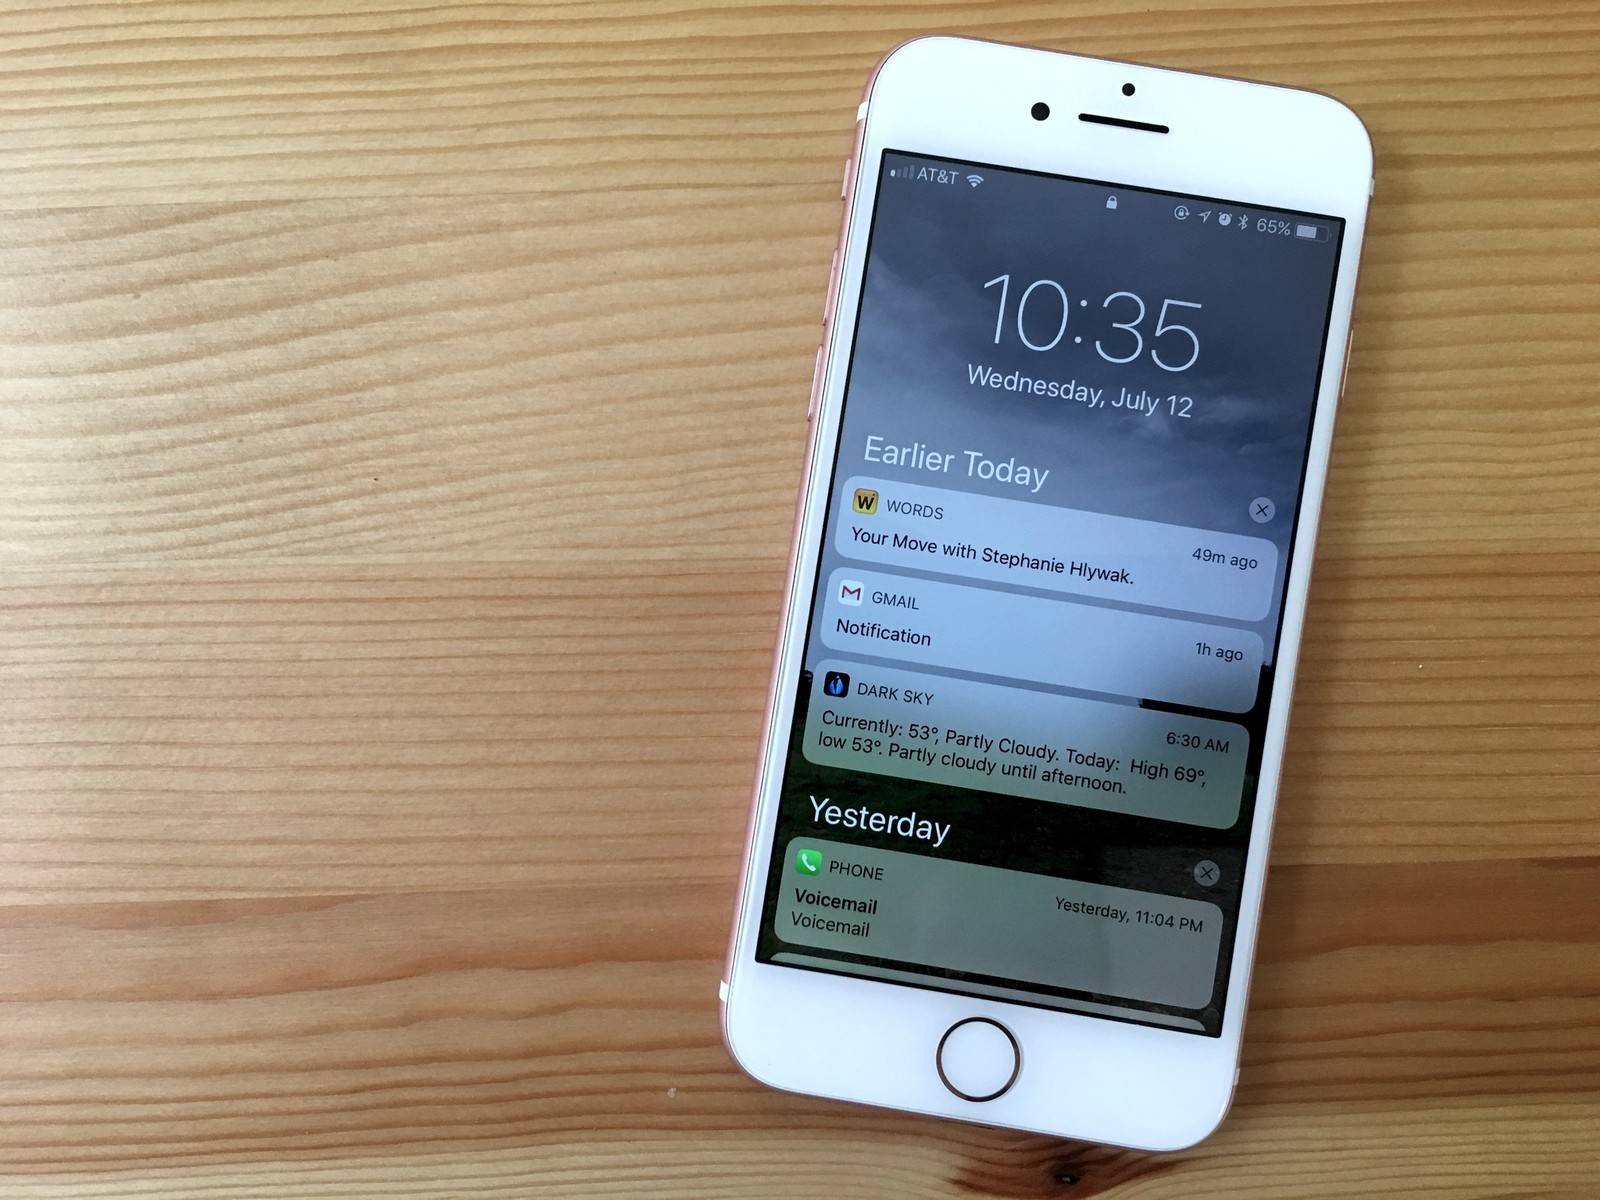 AT&T
65%
10:35
Wednesday, July 12
Earlier Today
W WORDS
49m ago
Your Move with Stephanie Hlywak.
GMAIL
1h ago
Notification
DARK SKY
6:30 AM
Currently: 53°, Partly Cloudy. Today:  High 69°,
low 53°. Partly cloudy until afternoon.
Yesterday
PHONE
Yesterday, 11:04 PM
Voicemail
Voicemail